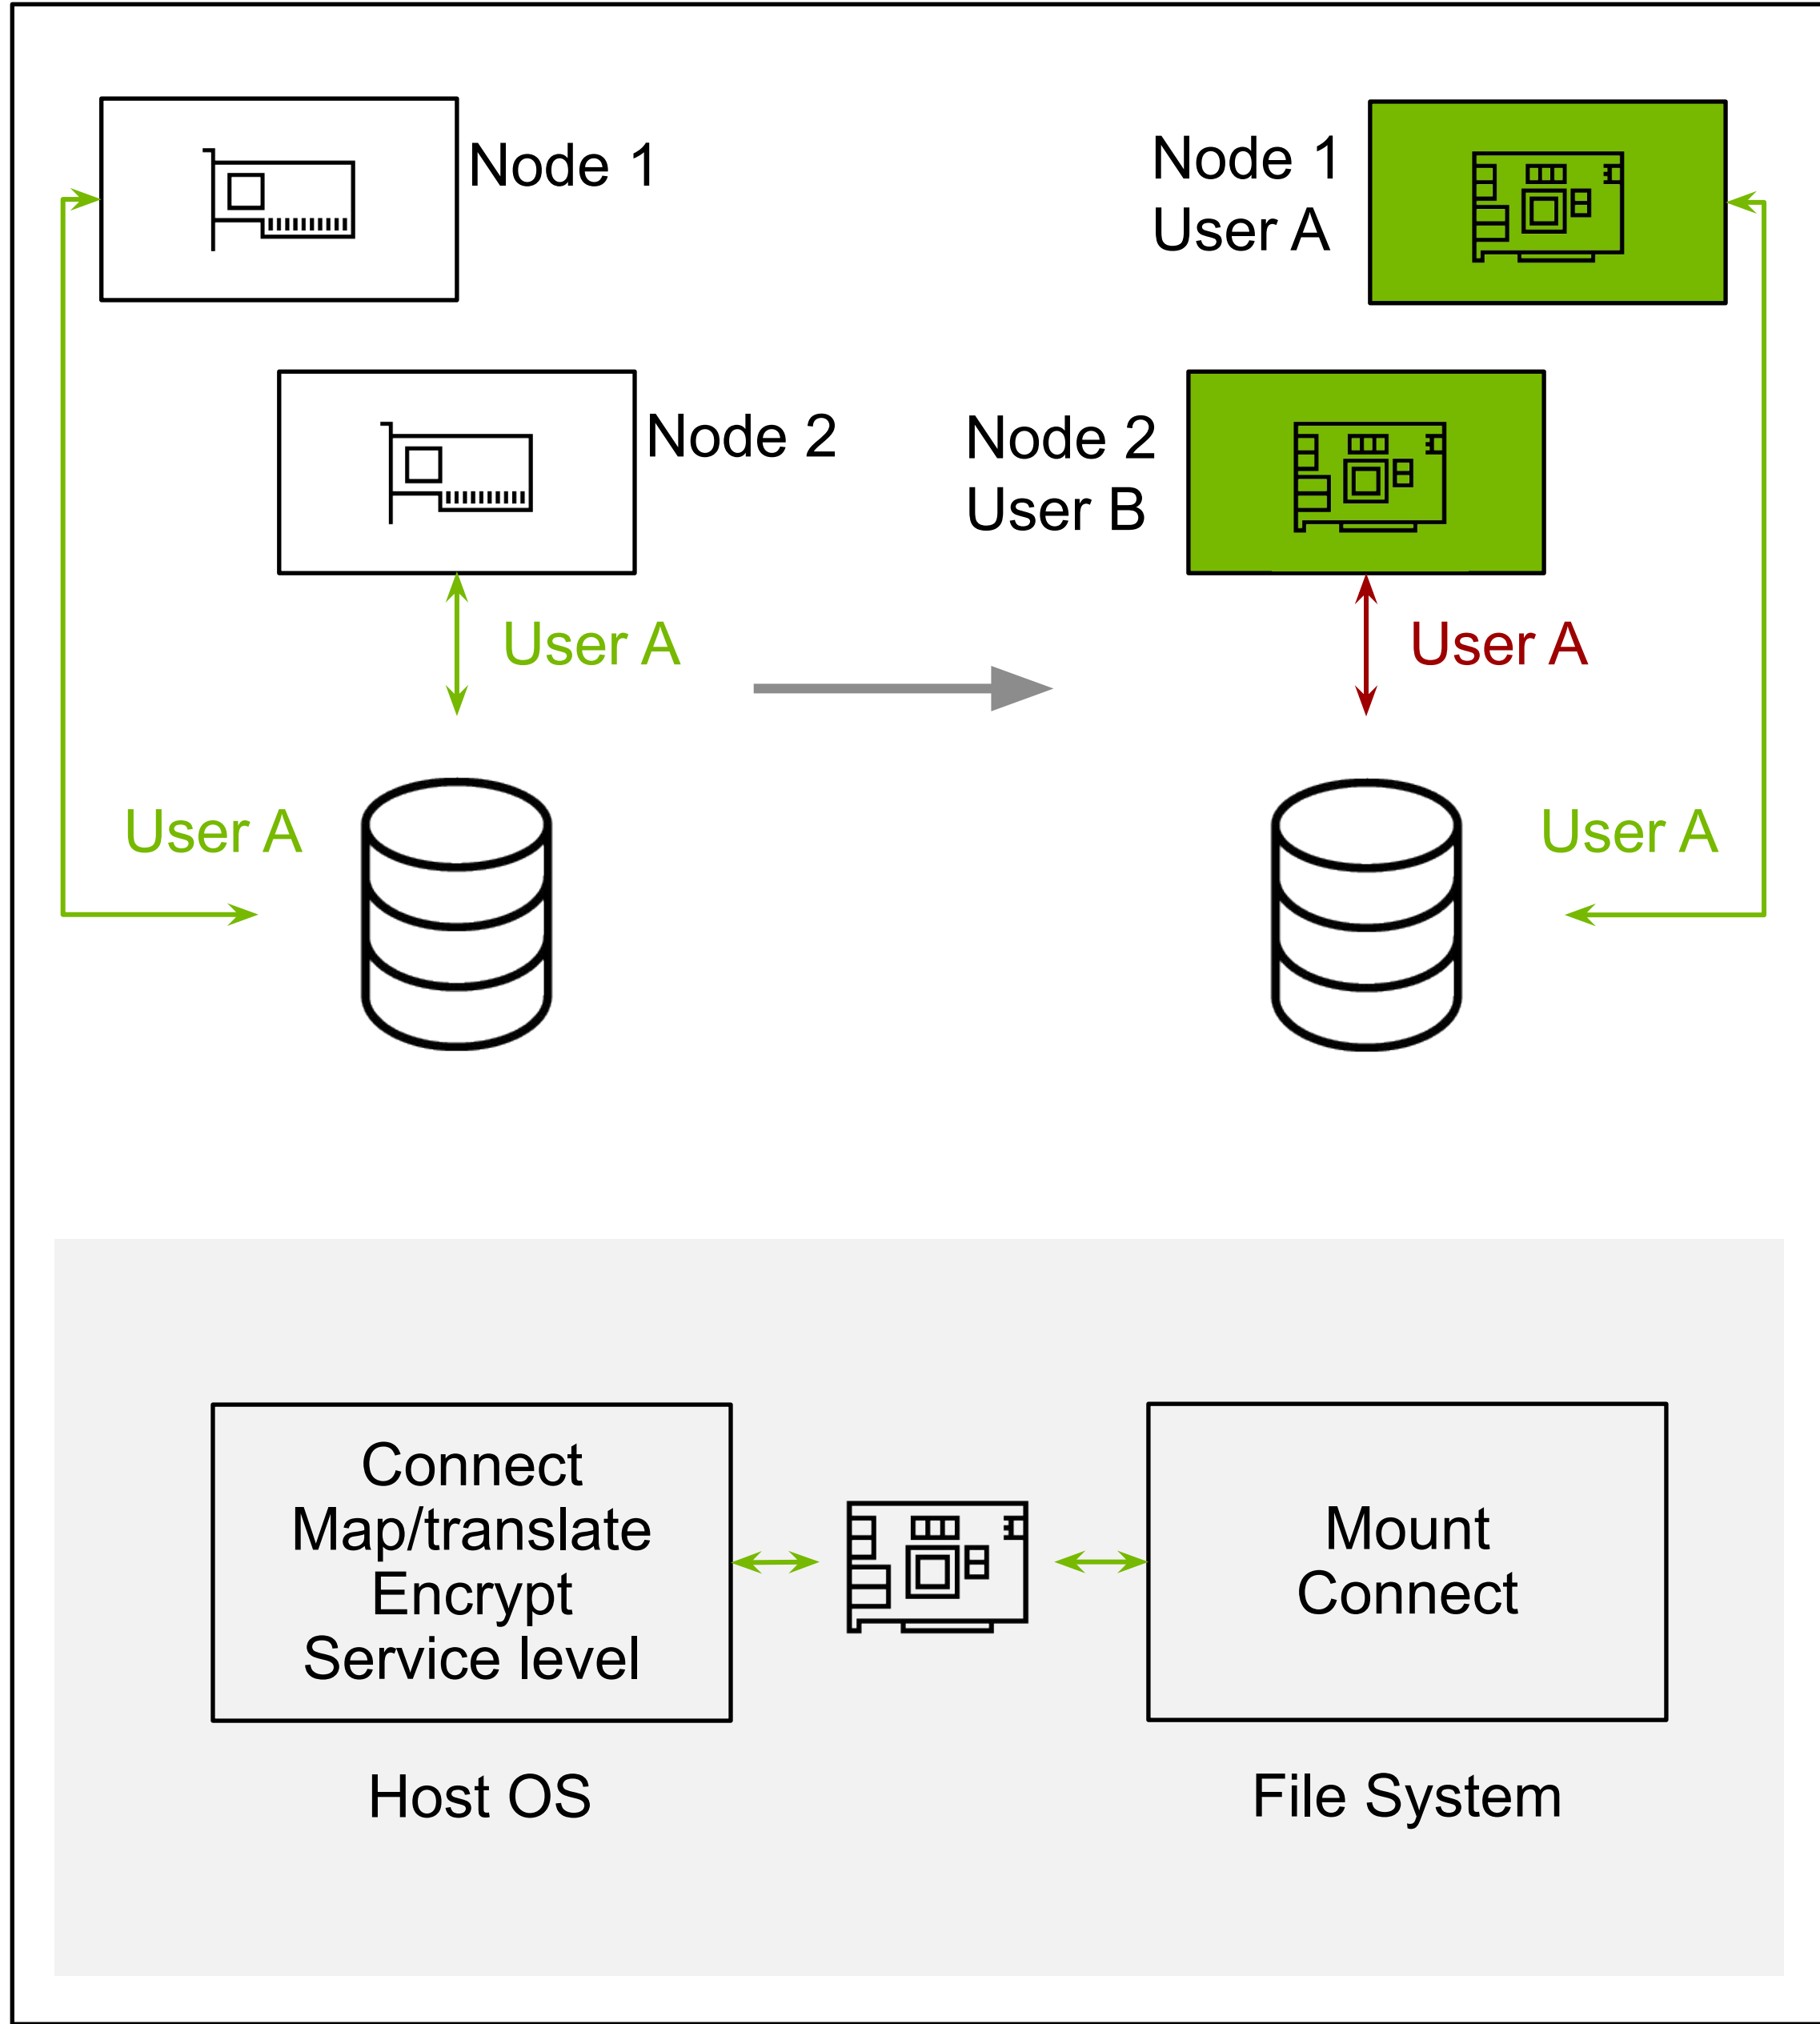 Node 1
Node 1
User A
Node 2
Node 2
User B
User A
User A
User A
User A
Connect
Map/translate
Encrypt
Service level
Mount
Connect
Host OS
File System